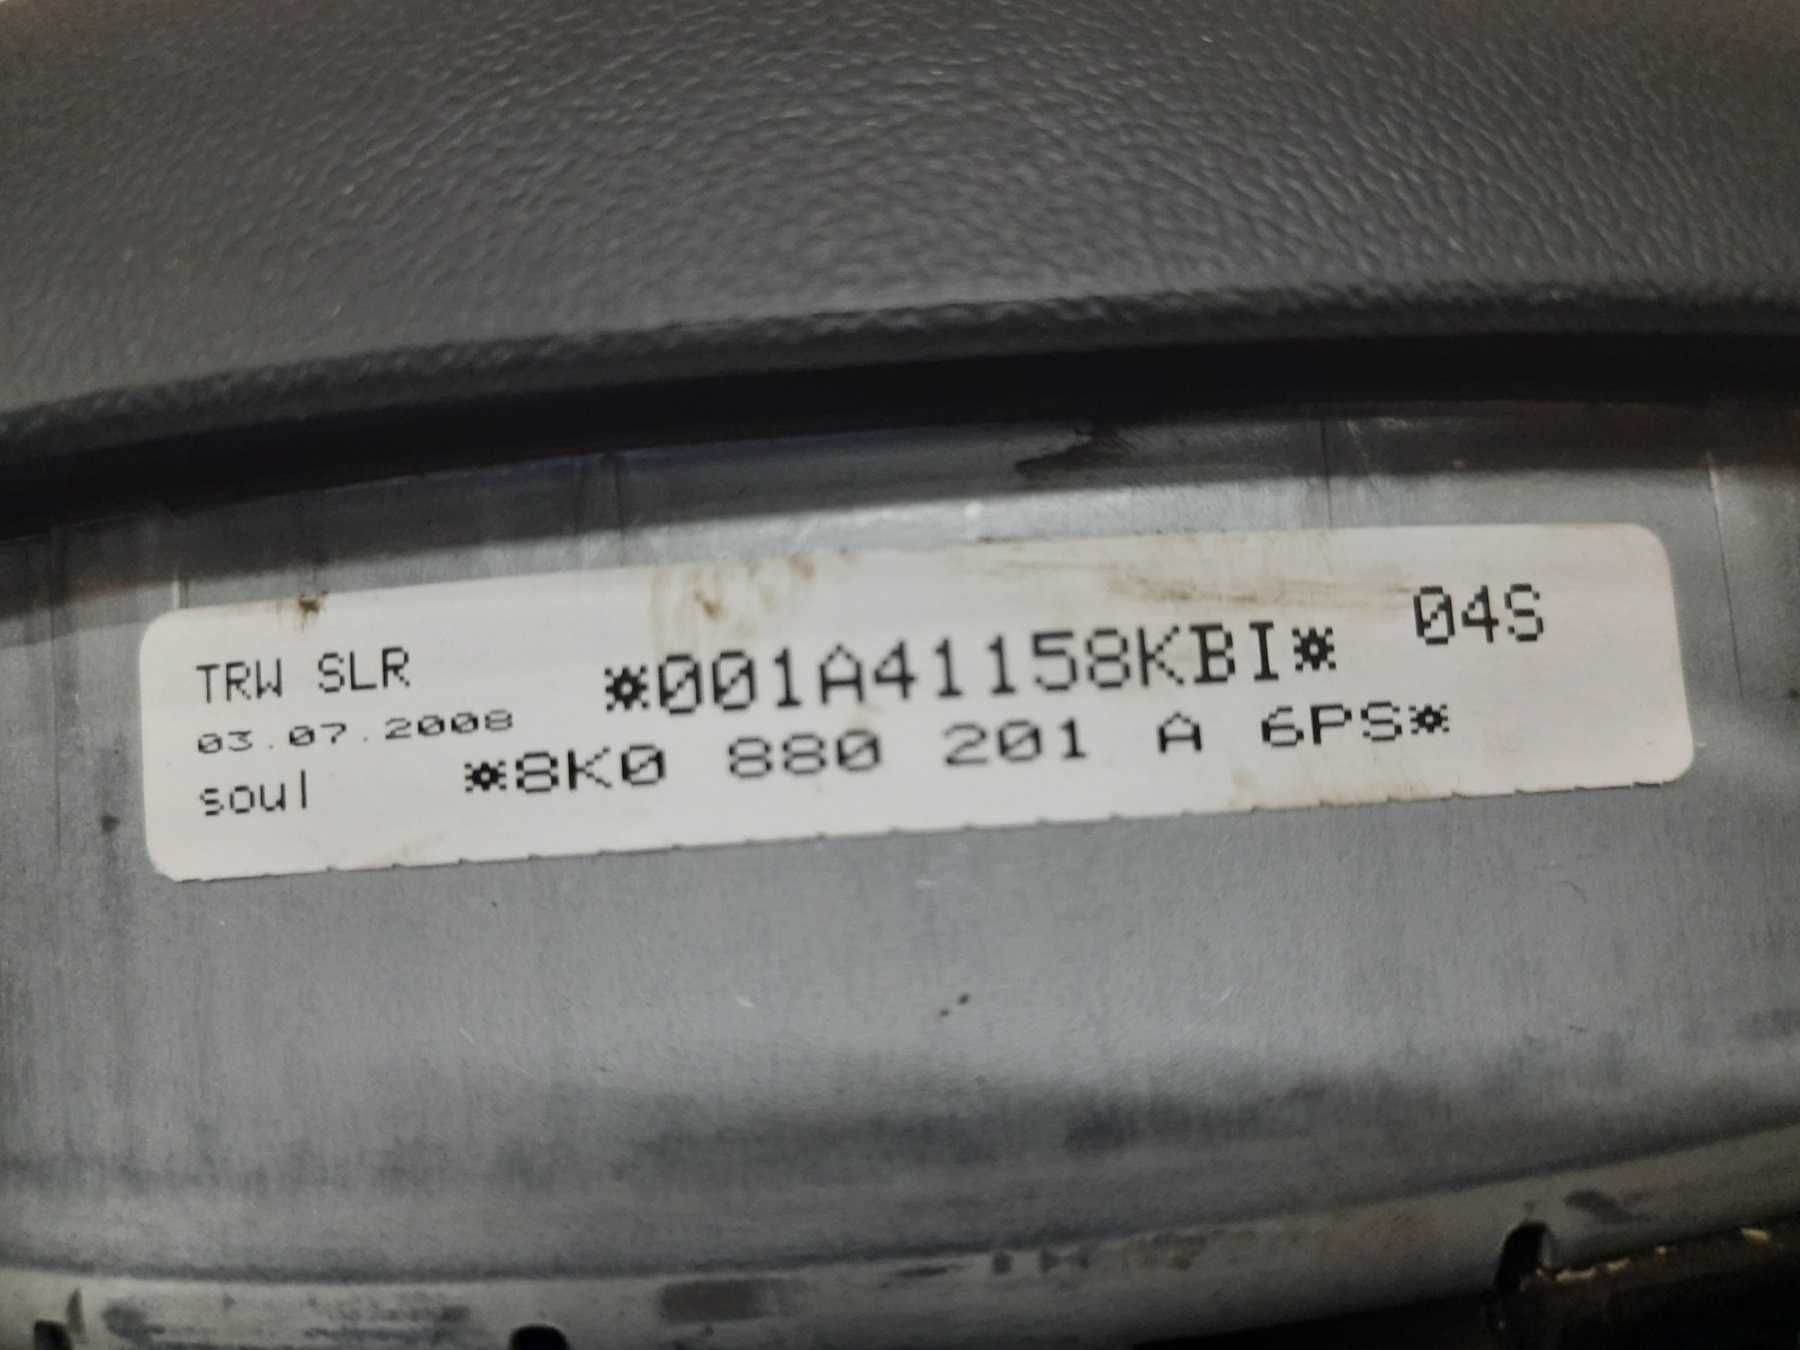 TRW SLR *001A41158KBI* 04S
03.07.2008
soul *8K0 880 201 A 6PS*